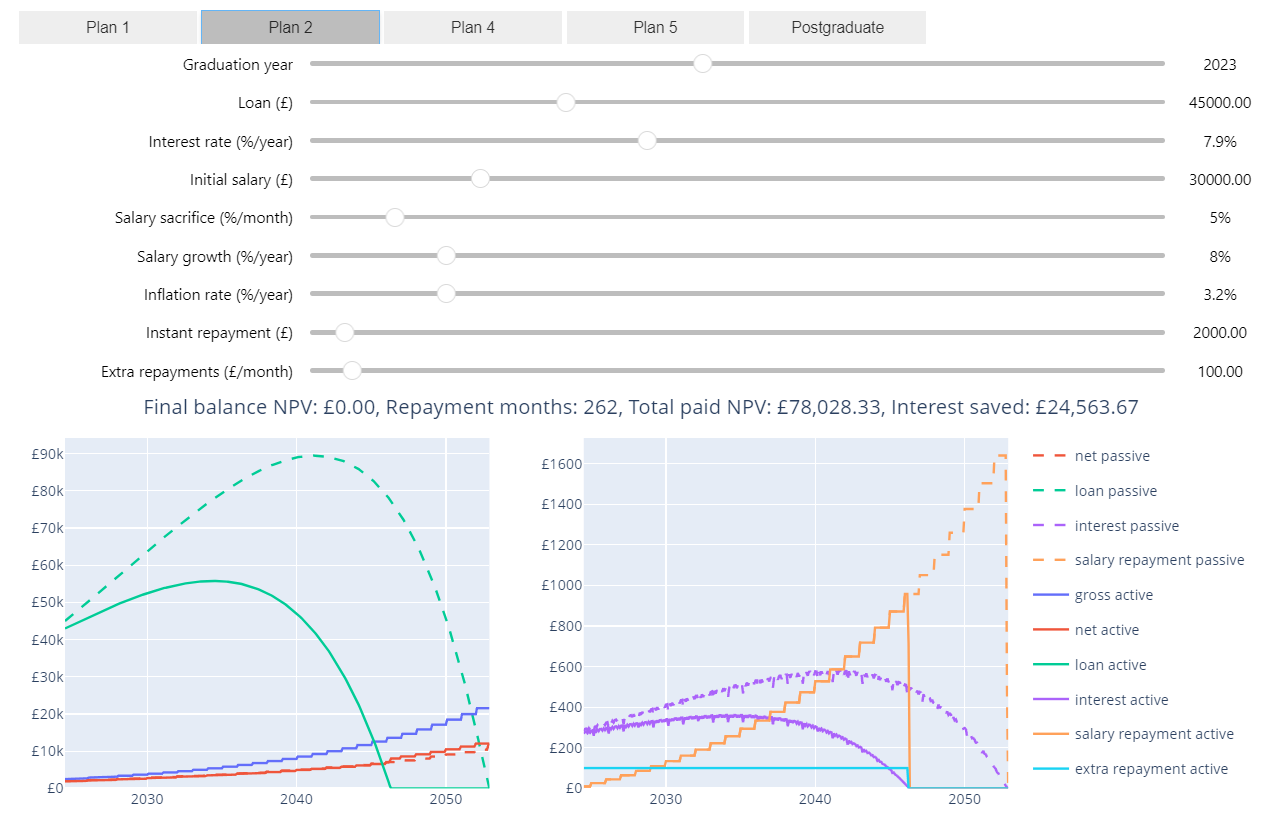 Plan 1 Plan 2 Plan 4 Plan 5 Postgraduate
Graduation year 2023
Loan (£) 45000.00
Interest rate (%/year) 7.9%
Initial salary (£) 30000.00
Salary sacrifice (%/month) 5%
Salary growth (%/year) 8%
Inflation rate (%/year) 3.2%
Instant repayment (£) 2000.00
Extra repayments (£/month) 100.00
Final balance NPV: £0.00, Repayment months: 262, Total paid NPV: £78,028.33, Interest saved: £24,563.67
£90k
£80k
£70k
£60k
£50k
£40k
£30k
£20k
£10k
£0
2030 2040 2050
£1600
£1400
£1200
£1000
£800
£600
£400
£200
£0
2030 2040 2050
net passive
loan passive
interest passive
salary repayment passive
gross active
net active
loan active
interest active
salary repayment active
extra repayment active